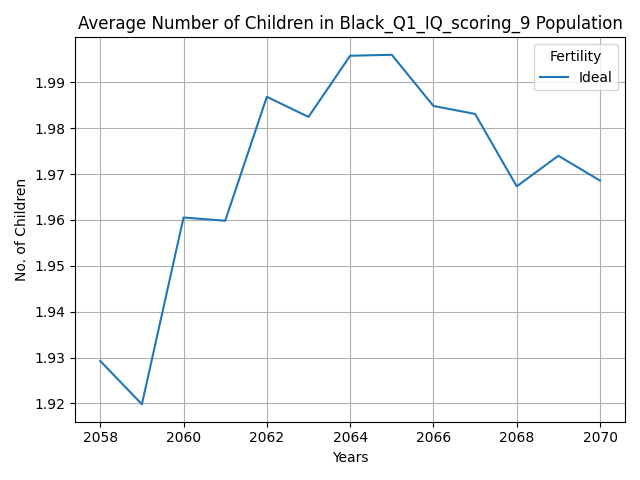 Average Number of Children in Black_Q1_IQ_scoring_9 Population
Fertility
Ideal
No. of Children
1.99
1.98
1.97
1.96
1.95
1.94
1.93
1.92
2058 2060 2062 2064 2066 2068 2070
Years